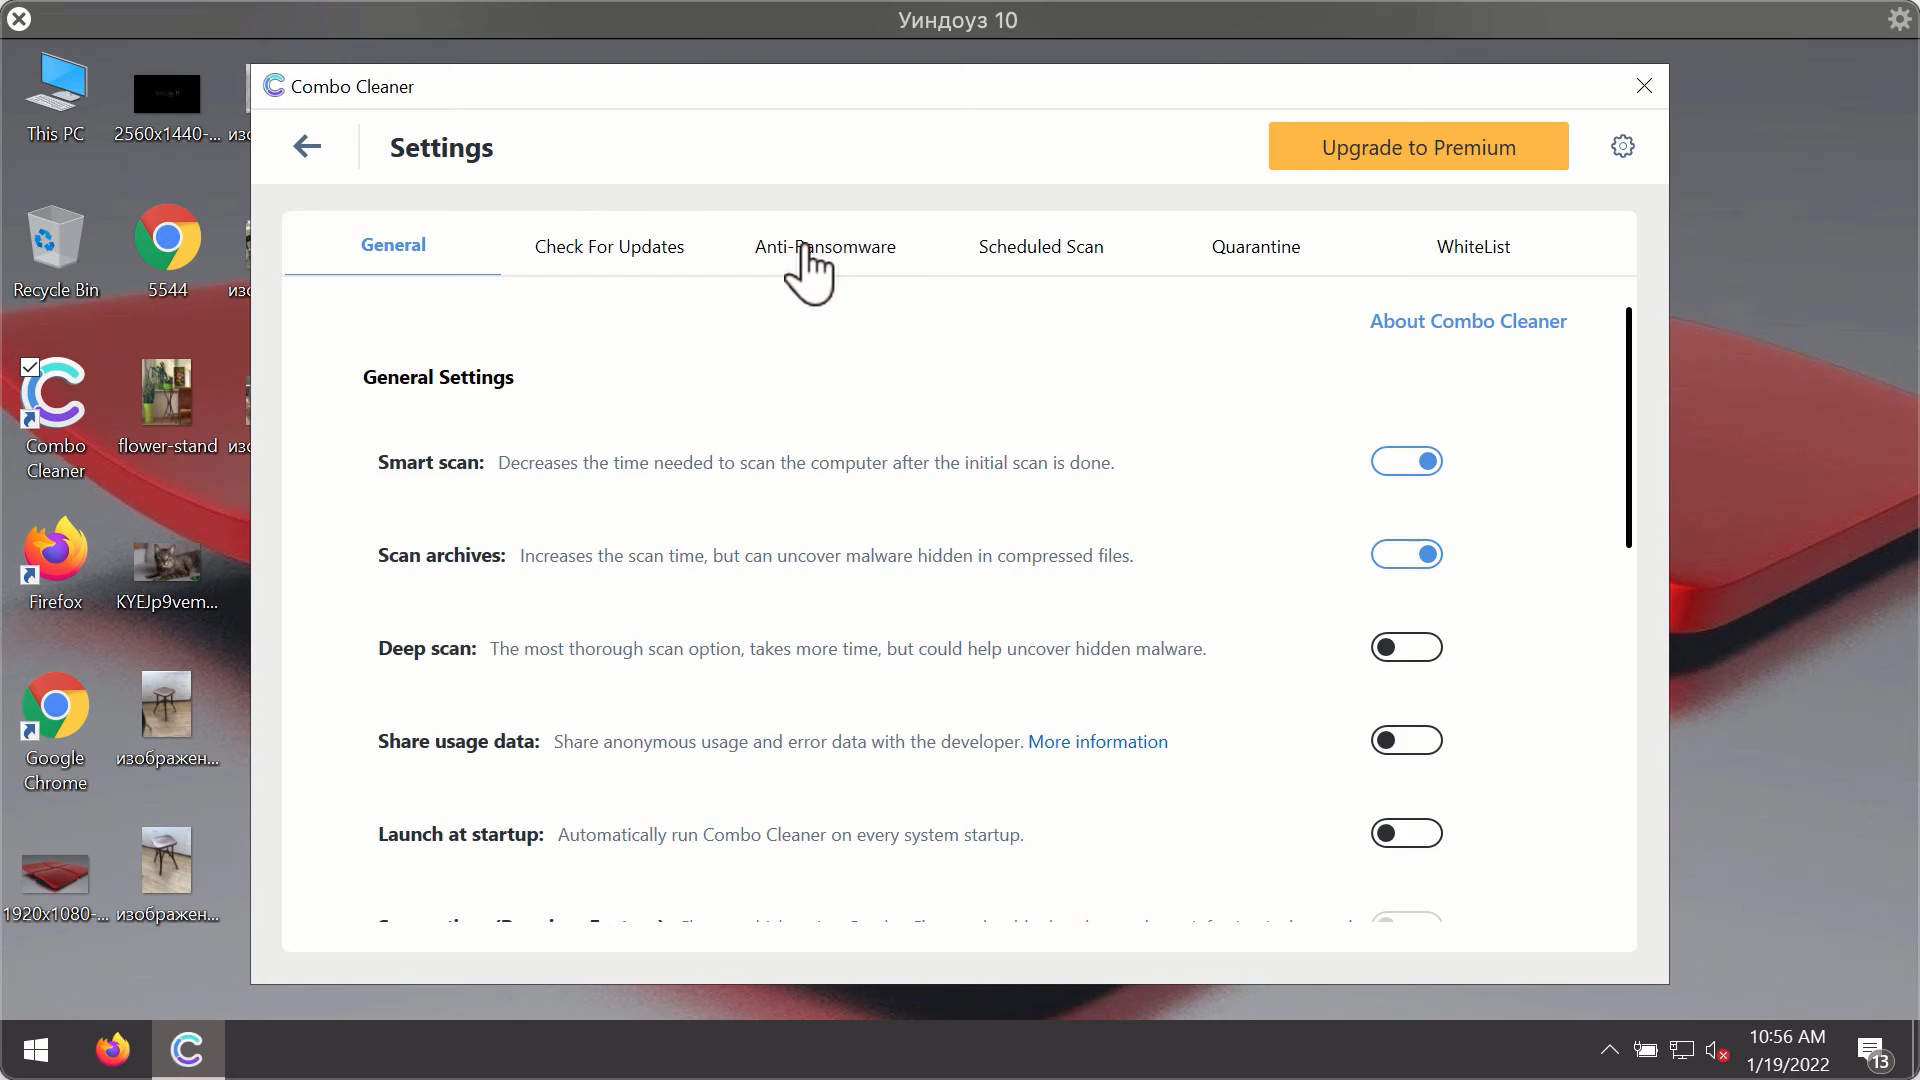 Уиндоуз 10
This PC
2560x1440-...
Recycle Bin
5544
Combo
Cleaner
flower-stand
Firefox
KYEJp9vem...
Google
Chrome
изображен...
1920x1080-...
изображен...
Combo Cleaner
Settings
Upgrade to Premium
General
Check For Updates
Anti-Ransomware
Scheduled Scan
Quarantine
WhiteList
About Combo Cleaner
General Settings
Smart scan: Decreases the time needed to scan the computer after the initial scan is done.
Scan archives: Increases the scan time, but can uncover malware hidden in compressed files.
Deep scan: The most thorough scan option, takes more time, but could help uncover hidden malware.
Share usage data: Share anonymous usage and error data with the developer. More information
Launch at startup: Automatically run Combo Cleaner on every system startup.
10:56 AM
1/19/2022
13